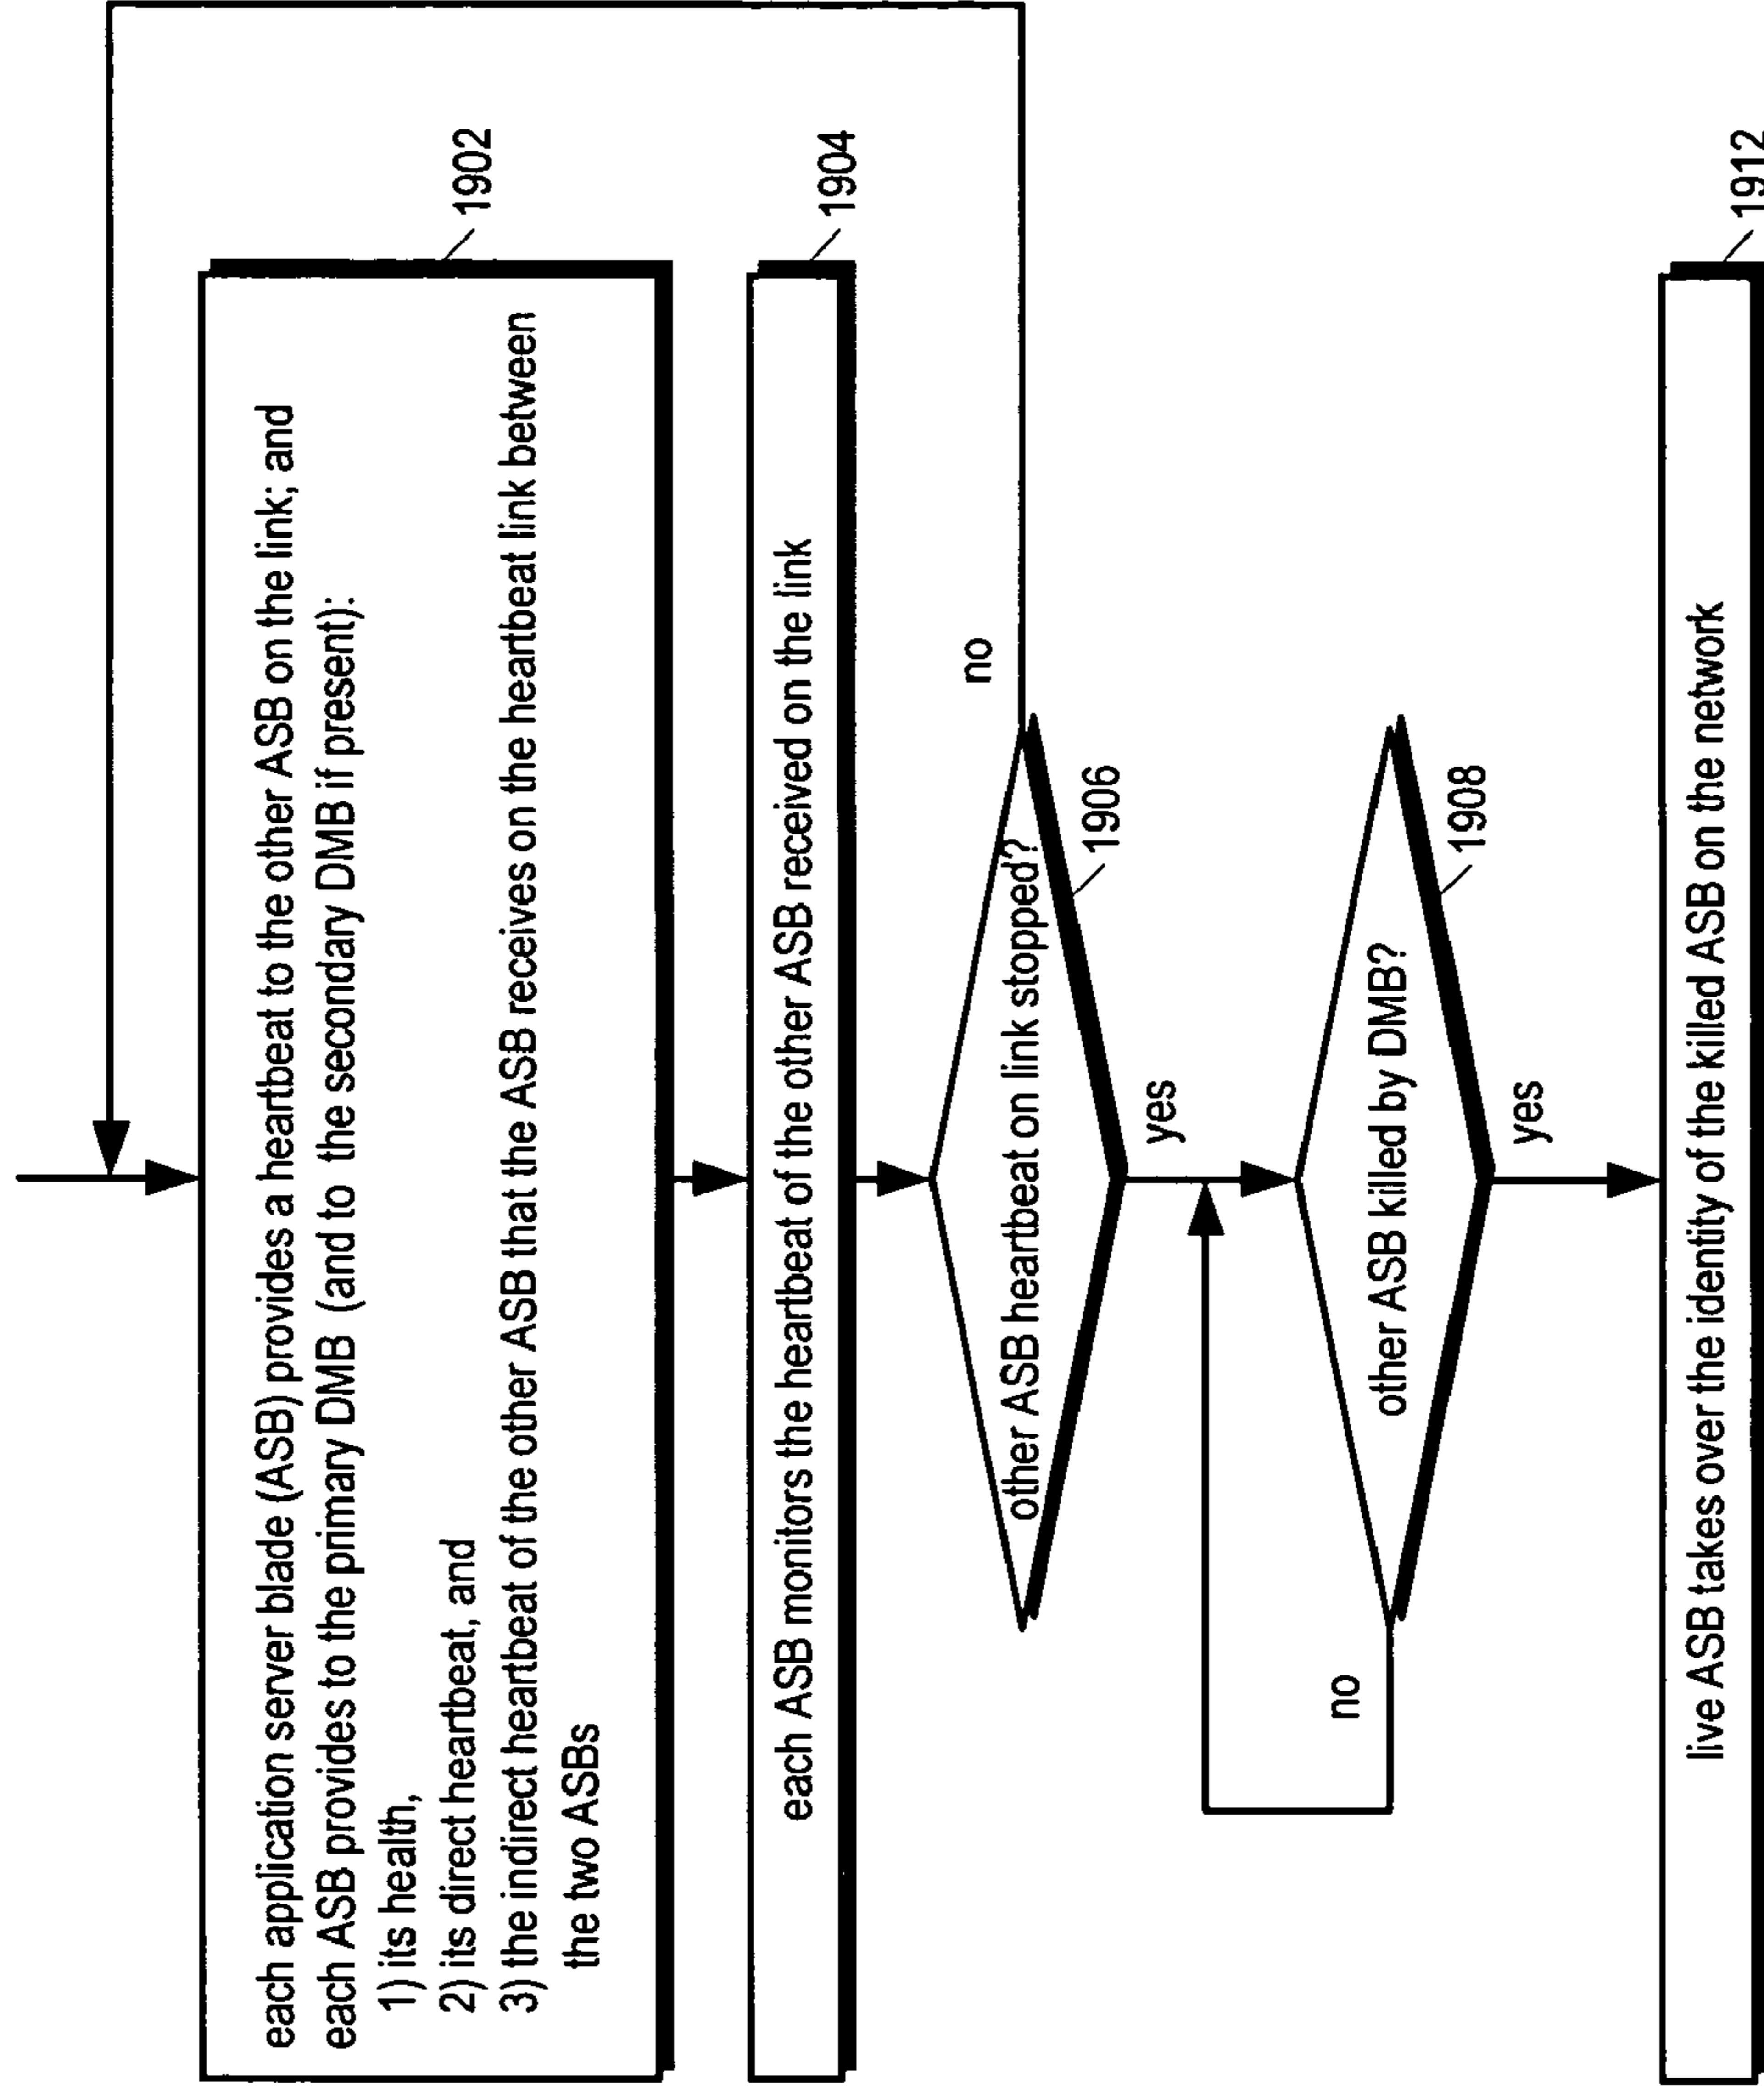 each application server blade (ASB) provides a heartbeat to the other ASB on the link; and
each ASB provides to the primary DMB (and to the secondary DMB if present):
1) its health,
2) its direct heartbeat, and
3) the indirect heartbeat of the other ASB that the ASB receives on the heartbeat link between
the two ASBs
1902
each ASB monitors the heartbeat of the other ASB received on the link
1904
other ASB heartbeat on link stopped?
no
1906
yes
other ASB killed by DMB?
1908
no
yes
live ASB takes over the identity of the killed ASB on the network
1912